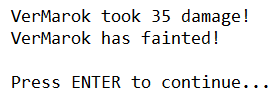 VerMarok took 35 damage!
VerMarok has fainted!
Press ENTER to continue...